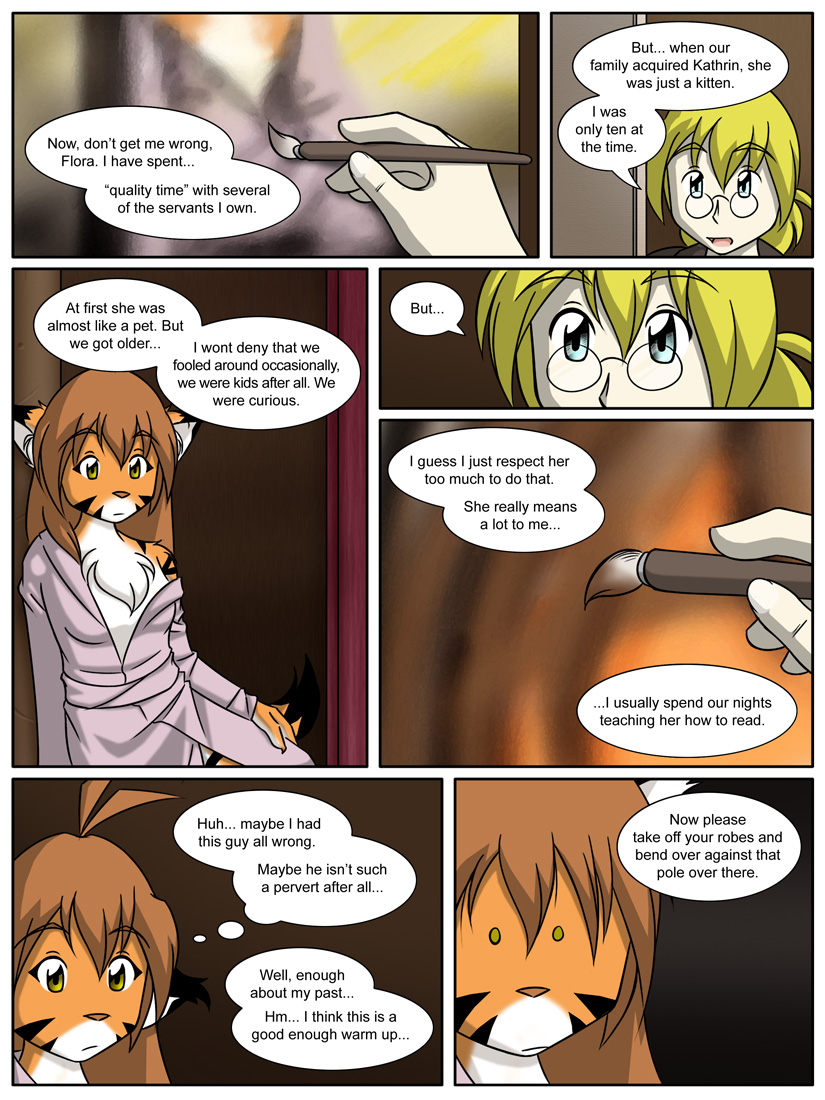 Now, don't get me wrong,
Flora. I have spent...
"quality time" with several
of the servants I own.
But... when our
family acquired Kathrin, she
was just a kitten.
I was
only ten at
the time.
At first she was
almost like a pet. But
we got older...
I wont deny that we
fooled around occasionally,
we were kids after all. We
were curious.
But...
I guess I just respect her
too much to do that.
She really means
a lot to me...
...I usually spend our nights
teaching her how to read.
Huh... maybe I had
this guy all wrong.
Maybe he isn't such
a pervert after all...
Well, enough
about my past...
Hm... I think this is a
good enough warm up...
Now please
take off your robes and
bend over against that
pole over there.